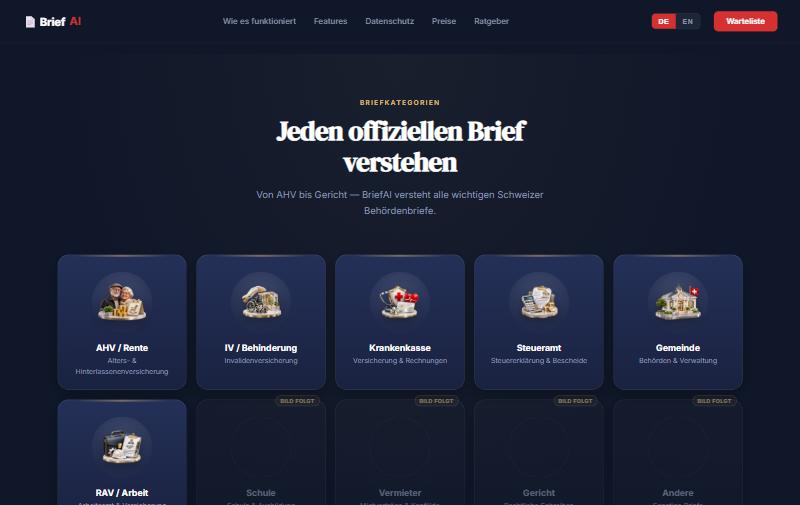 Brief AI
Wie es funktioniert
Features
Datenschutz
Preise
Ratgeber
DE
EN
Warteliste
BRIEFKATEGORIEN
Jeden offiziellen Brief
verstehen
Von AHV bis Gericht — BriefAI versteht alle wichtigen Schweizer
Behördenbriefe.
AHV / Rente
Alters- &
Hinterlassenenversicherung
IV / Behinderung
Invalidenversicherung
Krankenkasse
Versicherung & Rechnungen
Steueramt
Steuererklärung & Bescheide
Gemeinde
Behörden & Verwaltung
RAV / Arbeit
BILD FOLGT
Schule
BILD FOLGT
Vermieter
BILD FOLGT
Gericht
BILD FOLGT
Andere